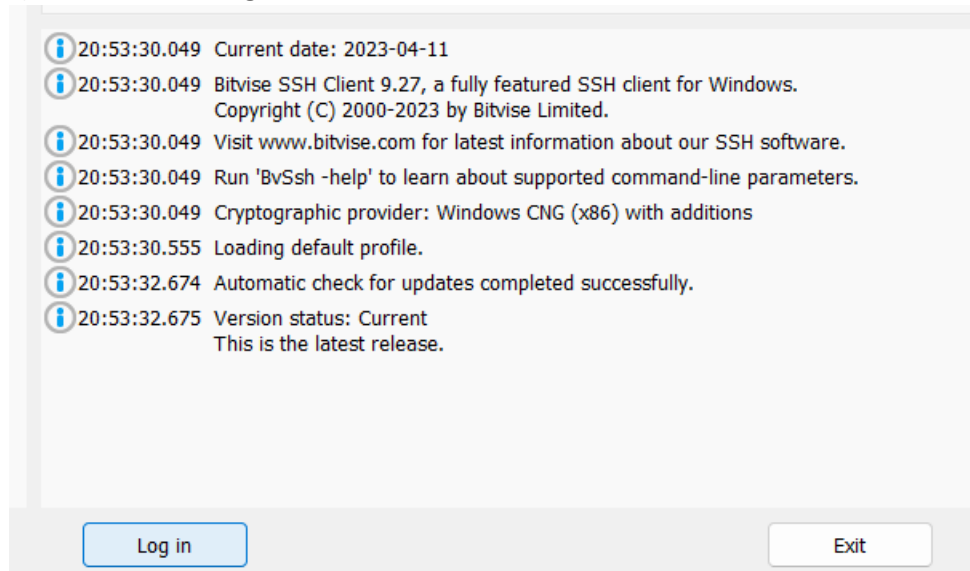 20:53:30.049 Current date: 2023-04-11
20:53:30.049 Bitvise SSH Client 9.27, a fully featured SSH client for Windows.
Copyright (C) 2000-2023 by Bitvise Limited.
20:53:30.049 Visit www.bitvise.com for latest information about our SSH software.
20:53:30.049 Run 'BvSsh -help' to learn about supported command-line parameters.
20:53:30.049 Cryptographic provider: Windows CNG (x86) with additions
20:53:30.555 Loading default profile.
20:53:32.674 Automatic check for updates completed successfully.
20:53:32.675 Version status: Current
This is the latest release.
Log in
Exit